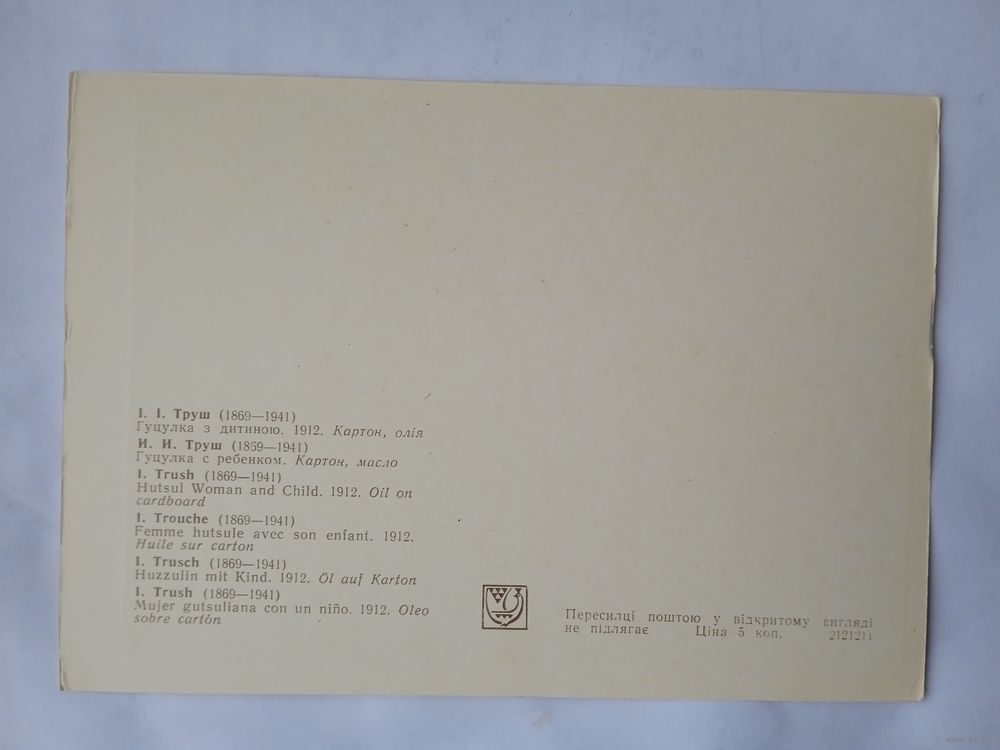 І. І. Труш (1869—1941)
Гуцулка з дитиною. 1912. Картон, олія
И. И. Труш (1869—1941)
Гуцулка с ребенком. Картон, масло
I. Trush (1869—1941)
Hutsul Woman and Child. 1912. Oil on
cardboard
I. Trouche (1869—1941)
Femme hutsule avec son enfant. 1912.
Huile sur carton
I. Trusch (1869—1941)
Huzzulin mit Kind. 1912. Öl auf Karton
I. Trush (1869—1941)
Mujer gutsuliana con un niño. 1912. Oleo
sobre cartón
Пересилці поштою у відкритому вигляді
не підлягає Ціна 5 коп. 2121211